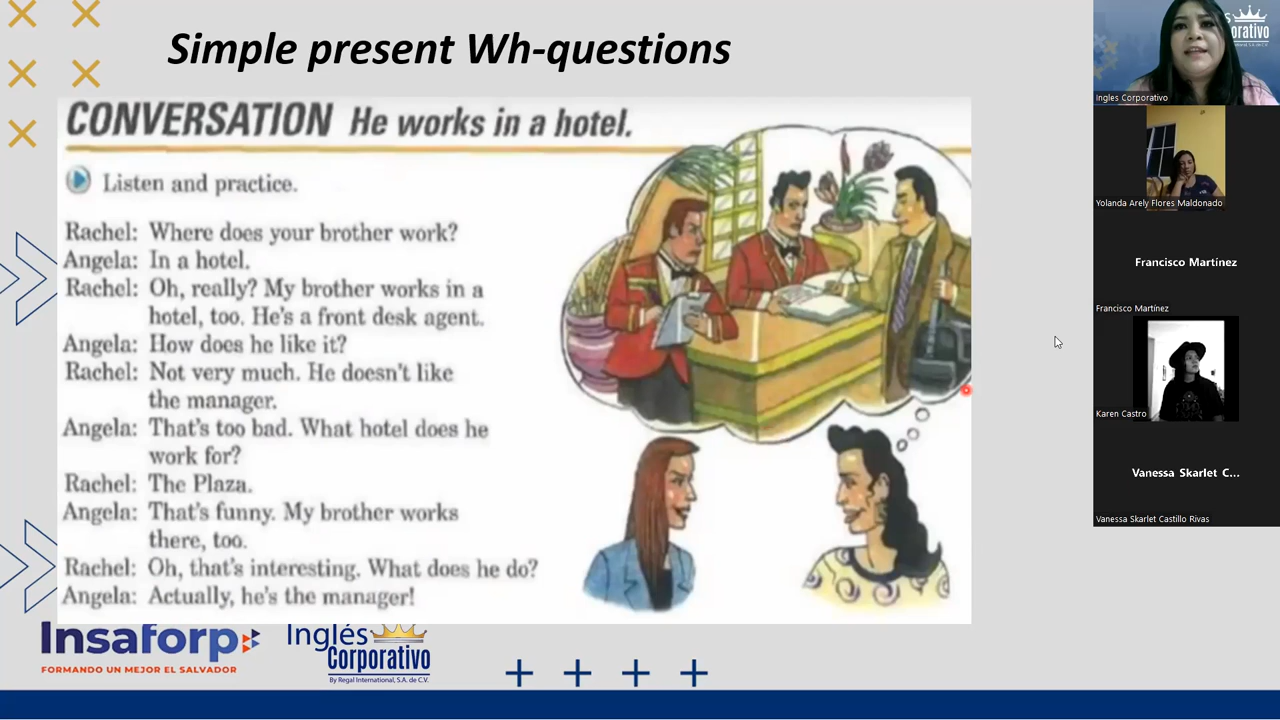 Simple present Wh-questions
CONVERSATION He works in a hotel.
Listen and practice.
Rachel: Where does your brother work?
Angela: In a hotel.
Rachel: Oh, really? My brother works in a
hotel, too. He's a front desk agent.
Angela: How does he like it?
Rachel: Not very much. He doesn't like
the manager.
Angela: That's too bad. What hotel does he
work for?
Rachel: The Plaza.
Angela: That's funny. My brother works
there, too.
Rachel: Oh, that's interesting. What does he do?
Angela: Actually, he's the manager!
Insaforp
FORMANDO UN MEJOR EL SALVADOR
Inglés
Corporativo
By Regal International, S.A. de C.V.
Ingles Corporativo
Yolanda Arely Flores Maldonado
Francisco Martínez
Francisco Martínez
Karen Castro
Vanessa Skarlet C...
Vanessa Skarlet Castillo Rivas